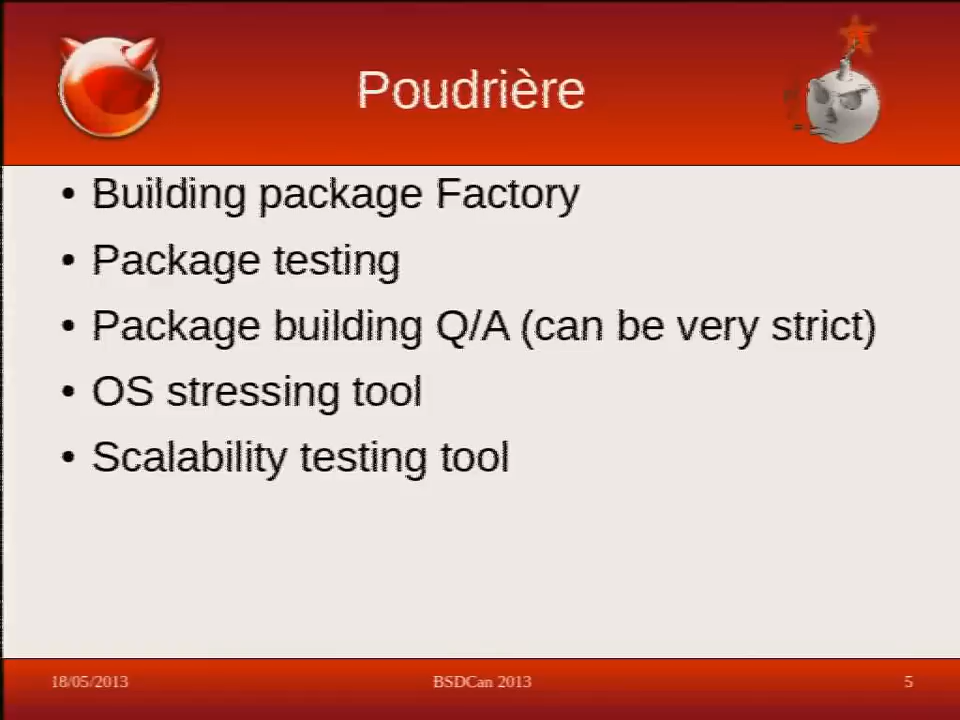 Poudrière
• Building package Factory
• Package testing
• Package building Q/A (can be very strict)
• OS stressing tool
• Scalability testing tool
18/05/2013 BSDCan 2013 5